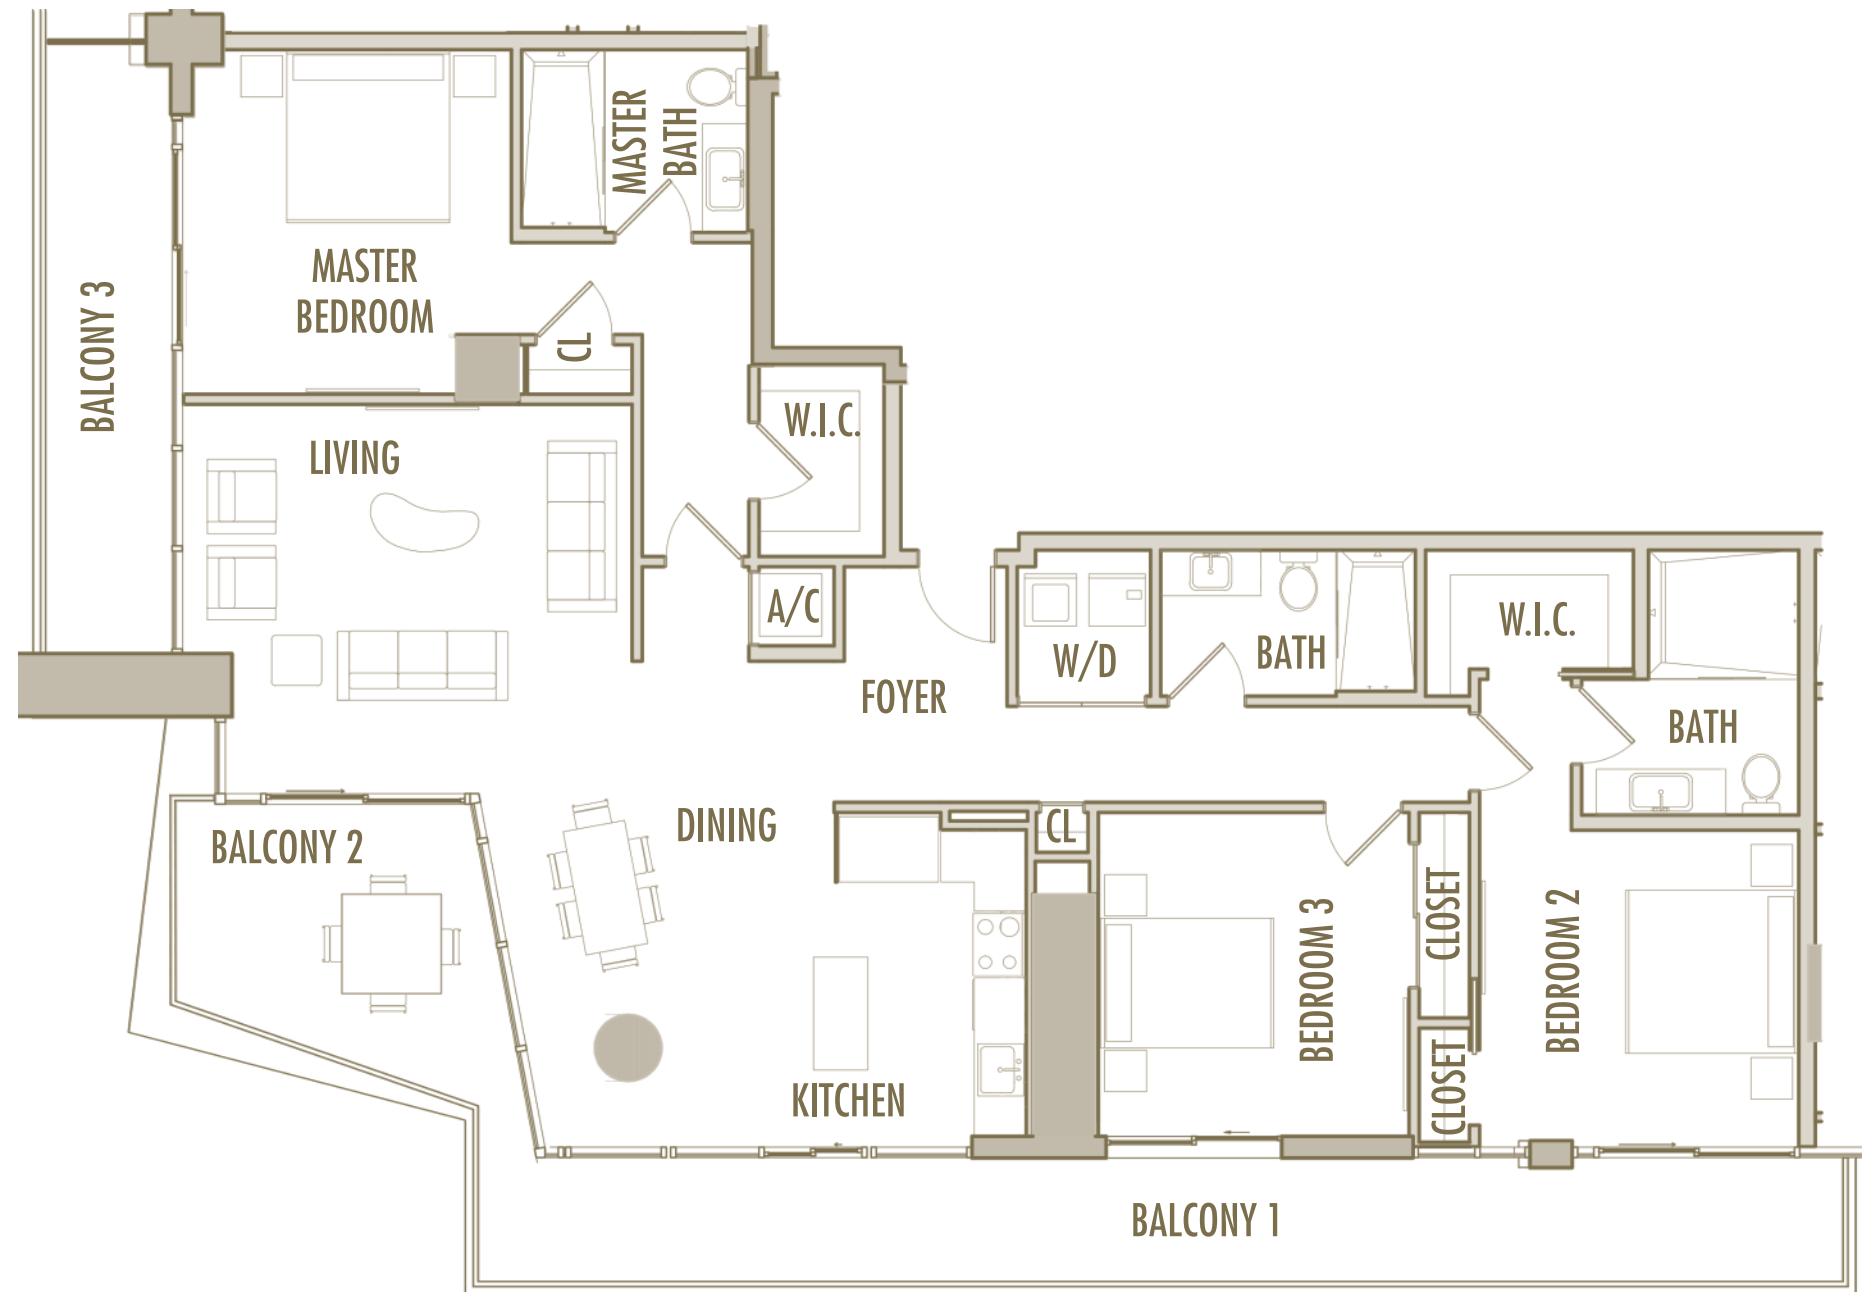 MASTER
BATH
MASTER
BEDROOM
BALCONY 3
CL
W.I.C.
LIVING
A/C
W/D
BATH
W.I.C.
FOYER
BATH
DINING
CL
BALCONY 2
CLOSET
BEDROOM 3
BEDROOM 2
CLOSET
KITCHEN
BALCONY 1